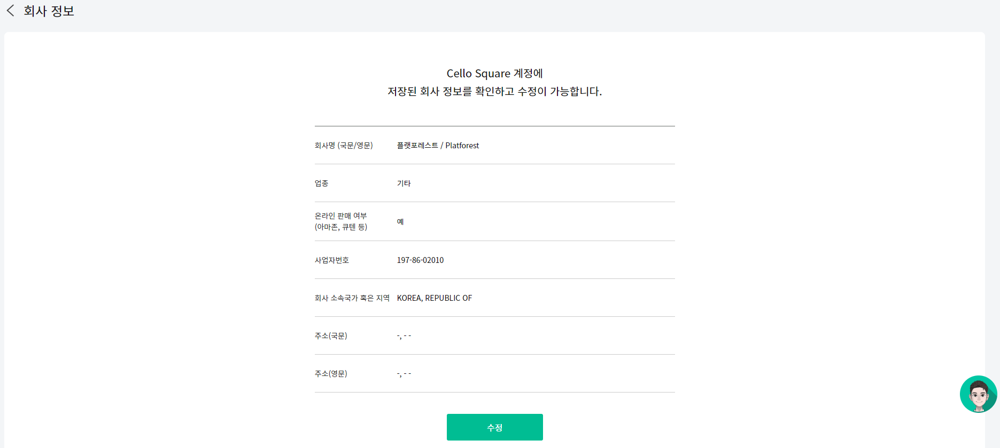 회사 정보
Cello Square 계정에
저장된 회사 정보를 확인하고 수정이 가능합니다.
회사명 (국문/영문) 플랫포레스트 / Platforest
업종 기타
온라인 판매 여부
(아마존, 큐텐 등) 예
사업자번호 197-86-02010
회사 소속국가 혹은 지역 KOREA, REPUBLIC OF
주소(국문) -, - -
주소(영문) -, - -
수정